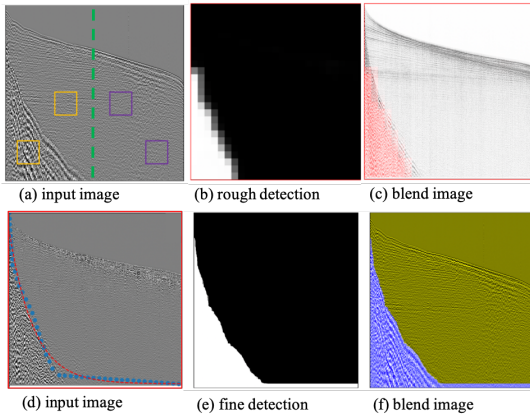 (a) input image
(b) rough detection
(c) blend image
(d) input image
(e) fine detection
(f) blend image